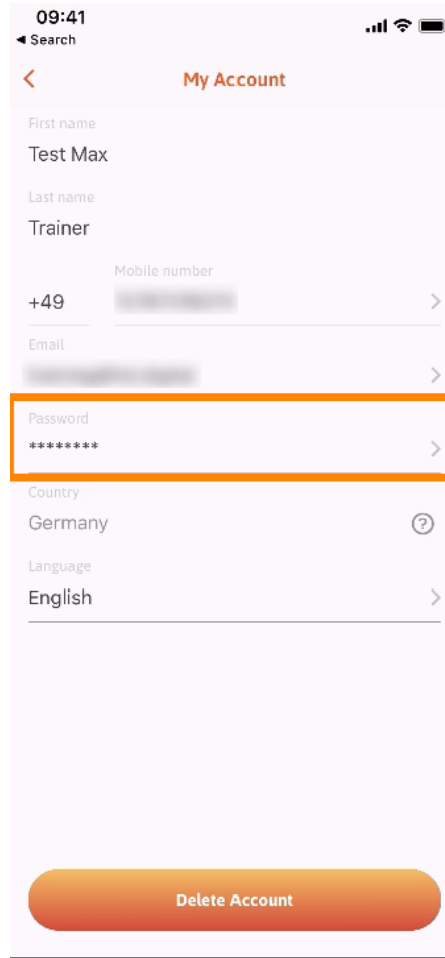 09:41
◀ Search
My Account
First name
Test Max
Last name
Trainer
Mobile number
+49
Email
Password
********
Country
Germany
?
Language
English
Delete Account